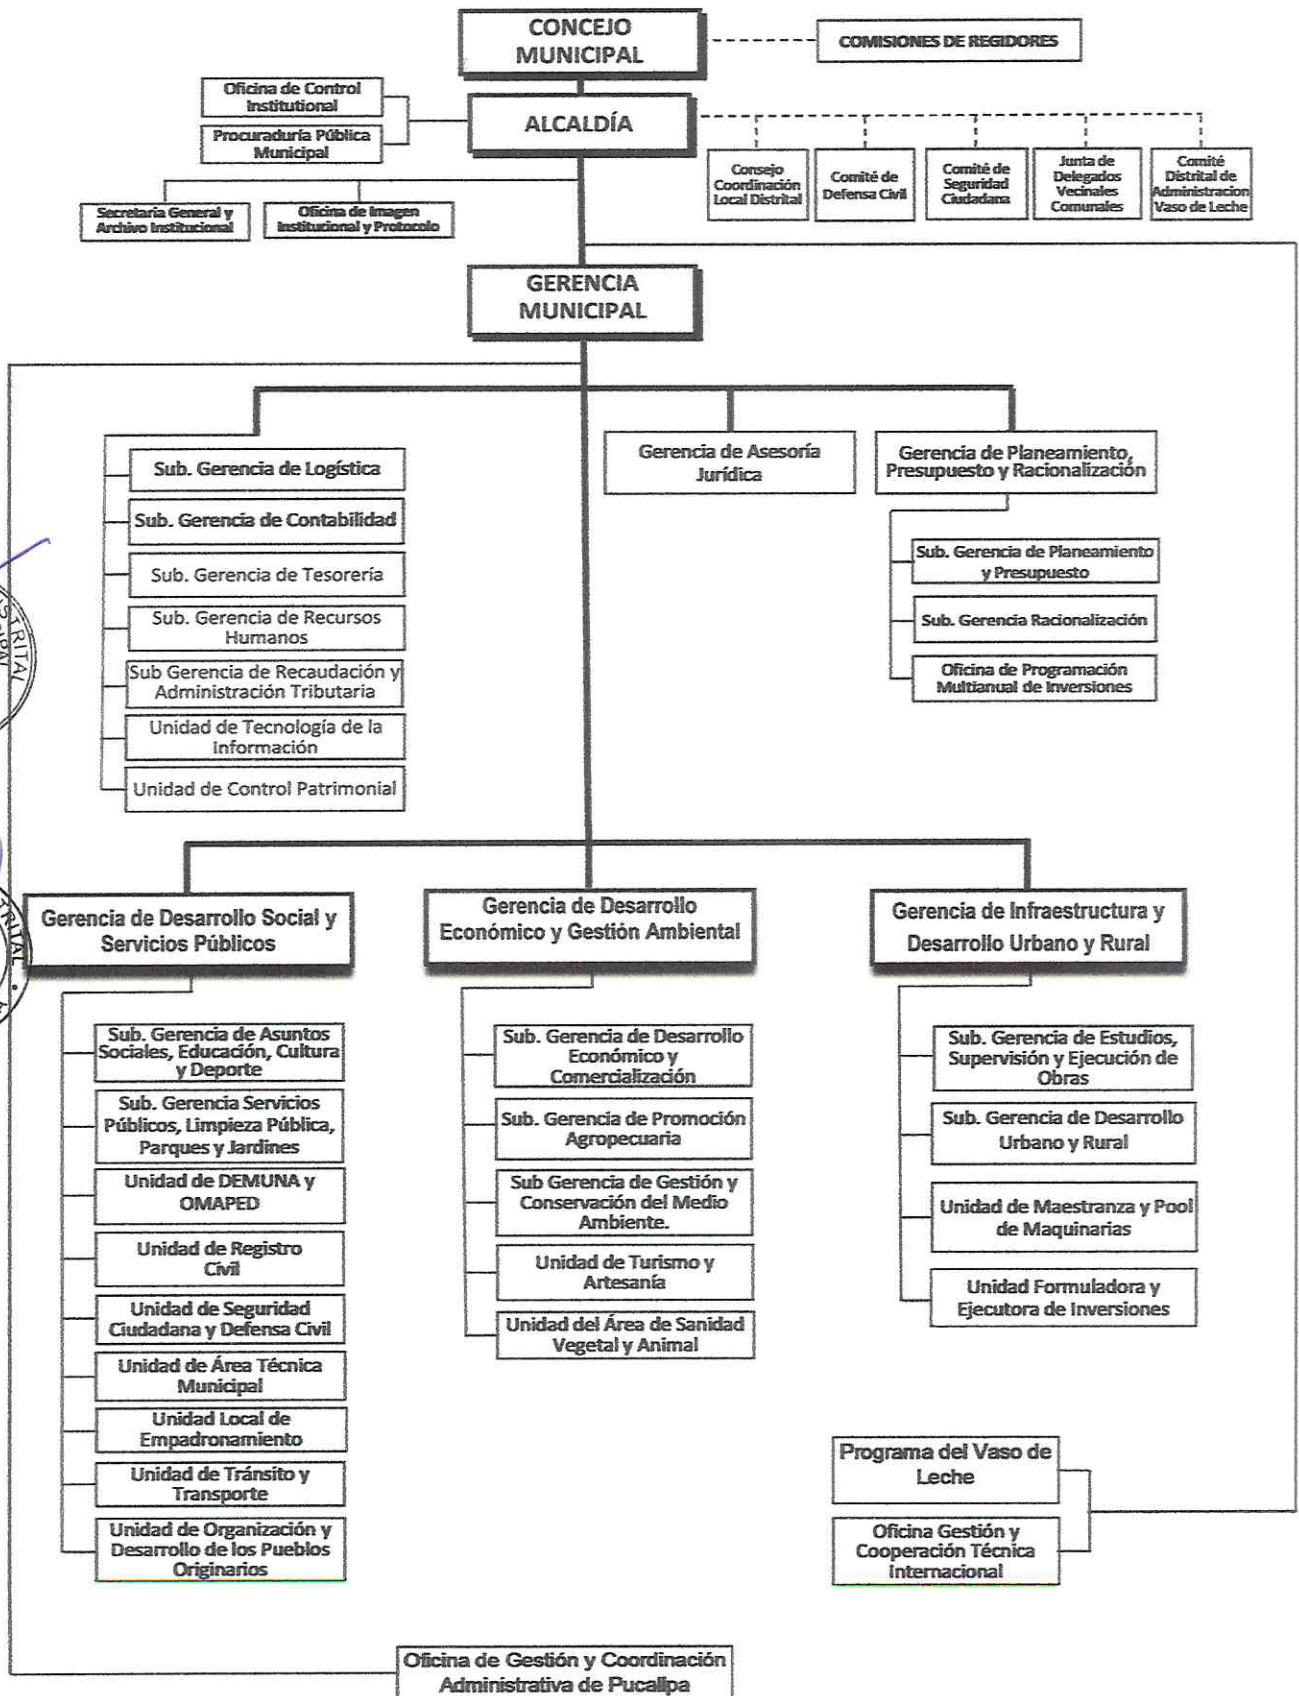 CONCEJO
MUNICIPAL
COMISIONES DE REGIDORES
Oficina de Control
Institutional
Procuraduría Pública
Municipal
ALCALDÍA
Consejo
Coordinación
Local Distrital
Comité de
Defensa Civil
Comité de
Seguridad
Ciudadana
Junta de
Delegados
Vecinales
Comunales
Comité
Distrital de
Administracion
Vaso de Leche
Secretaria General y
Archivo Institucional
Oficina de Imagen
Institucional y Protocolo
GERENCIA
MUNICIPAL
Sub. Gerencia de Logística
Sub. Gerencia de Contabilidad
Sub. Gerencia de Tesorería
Sub. Gerencia de Recursos
Humanos
Sub Gerencia de Recaudación y
Administración Tributaria
Unidad de Tecnología de la
Información
Unidad de Control Patrimonial
Gerencia de Asesoría
Jurídica
Gerencia de Planeamiento,
Presupuesto y Racionalización
Sub. Gerencia de Planeamiento
y Presupuesto
Sub. Gerencia Racionalización
Oficina de Programación
Multianual de Inversiones
Gerencia de Desarrollo Social y
Servicios Públicos
Sub. Gerencia de Asuntos
Sociales, Educación, Cultura
y Deporte
Sub. Gerencia Servicios
Públicos, Limpieza Pública,
Parques y Jardines
Unidad de DEMUNA y
OMAPED
Unidad de Registro
Civil
Unidad de Seguridad
Ciudadana y Defensa Civil
Unidad de Área Técnica
Municipal
Unidad Local de
Empadronamiento
Unidad de Tránsito y
Transporte
Unidad de Organización y
Desarrollo de los Pueblos
Originarios
Gerencia de Desarrollo
Económico y Gestión Ambiental
Sub. Gerencia de Desarrollo
Económico y
Comercialización
Sub. Gerencia de Promoción
Agropecuaria
Sub Gerencia de Gestión y
Conservación del Medio
Ambiente.
Unidad de Turismo y
Artesanía
Unidad del Área de Sanidad
Vegetal y Animal
Gerencia de Infraestructura y
Desarrollo Urbano y Rural
Sub. Gerencia de Estudios,
Supervisión y Ejecución de
Obras
Sub. Gerencia de Desarrollo
Urbano y Rural
Unidad de Maestranza y Pool
de Maquinarias
Unidad Formuladora y
Ejecutora de Inversiones
Programa del Vaso de
Leche
Oficina Gestión y
Cooperación Técnica
Internacional
Oficina de Gestión y Coordinación
Administrativa de Pucallpa